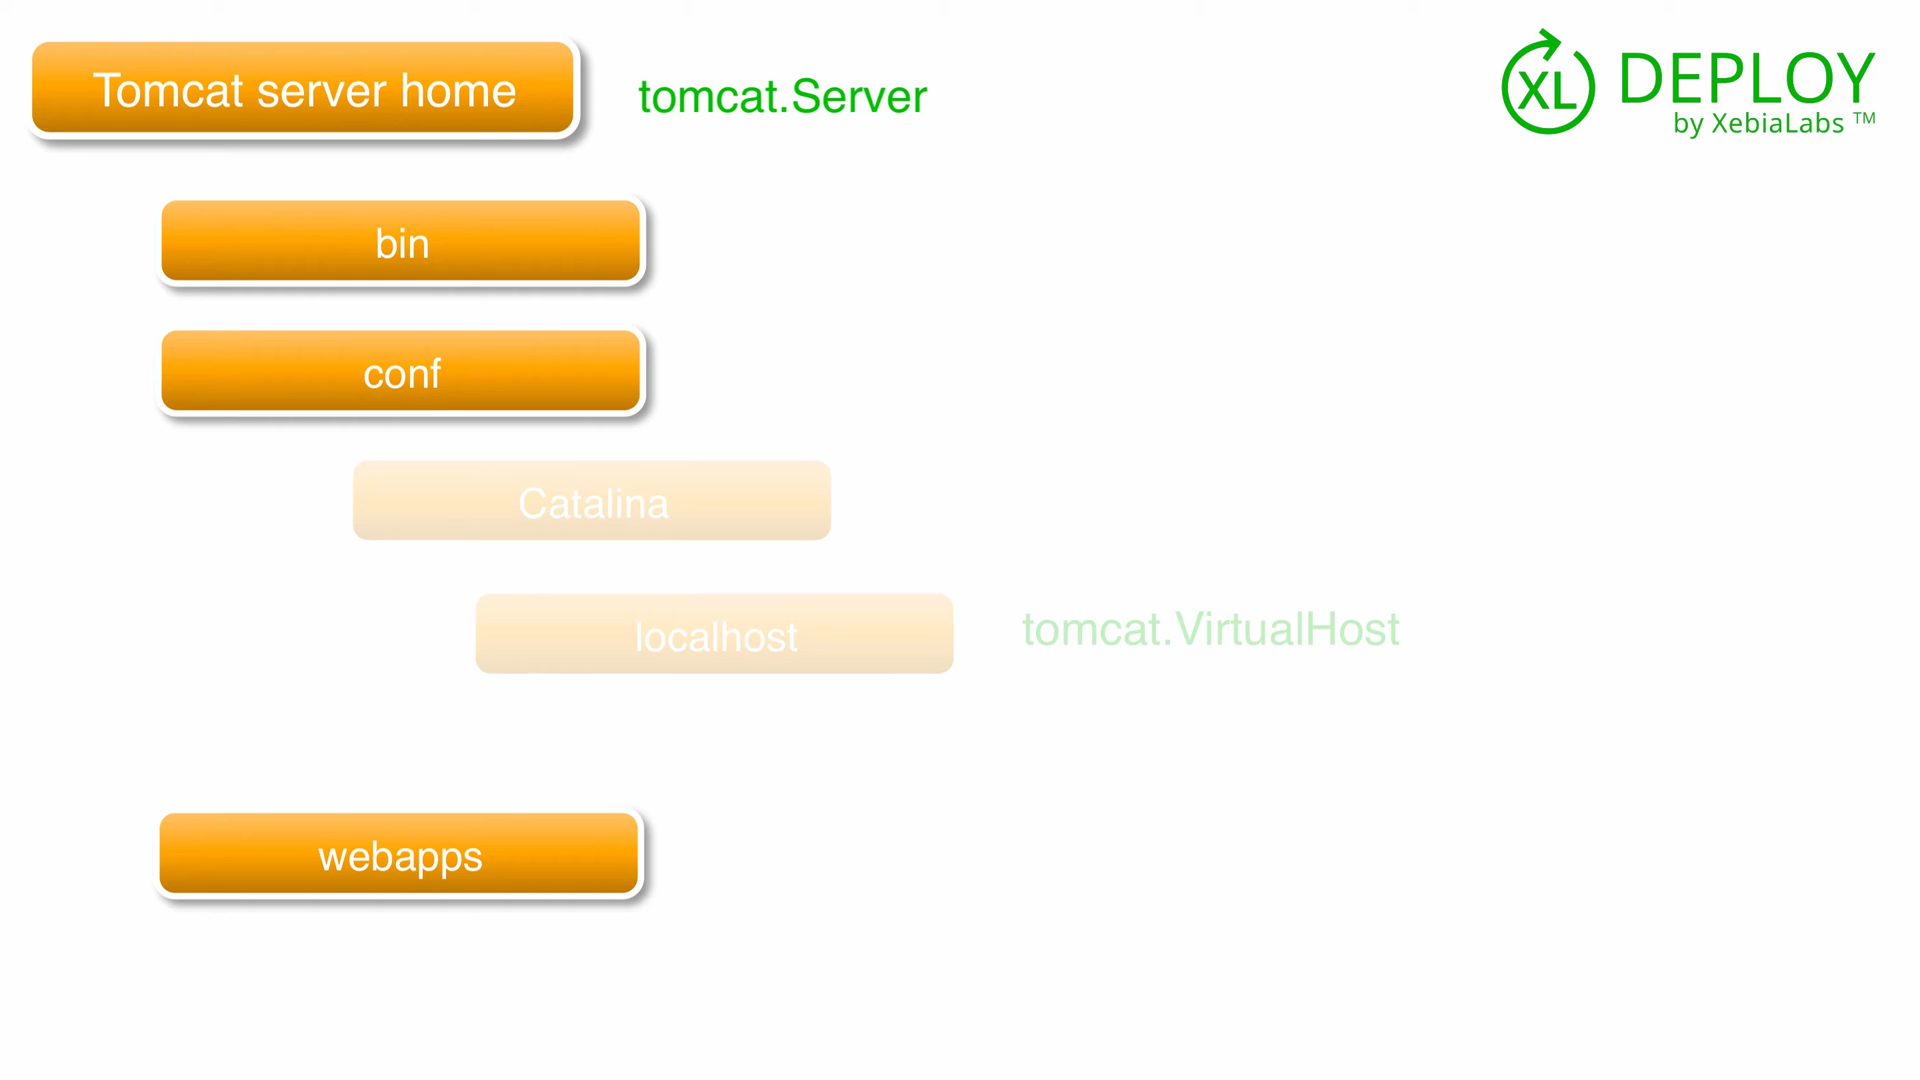 Tomcat server home
tomcat.Server
XL DEPLOY
by XebiaLabs ™
bin
conf
Catalina
localhost
tomcat.VirtualHost
webapps